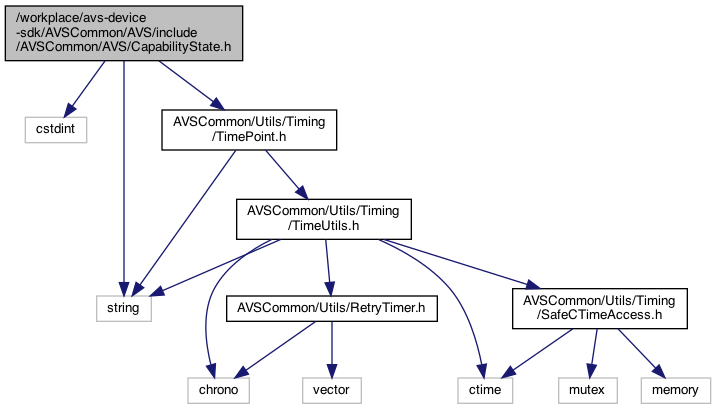 /workplace/avs-device
-sdk/AVSCommon/AVS/include
/AVSCommon/AVS/CapabilityState.h
cstdint
AVSCommon/Utils/Timing
/TimePoint.h
AVSCommon/Utils/Timing
/TimeUtils.h
string
AVSCommon/Utils/RetryTimer.h
AVSCommon/Utils/Timing
/SafeCTimeAccess.h
chrono
vector
ctime
mutex
memory